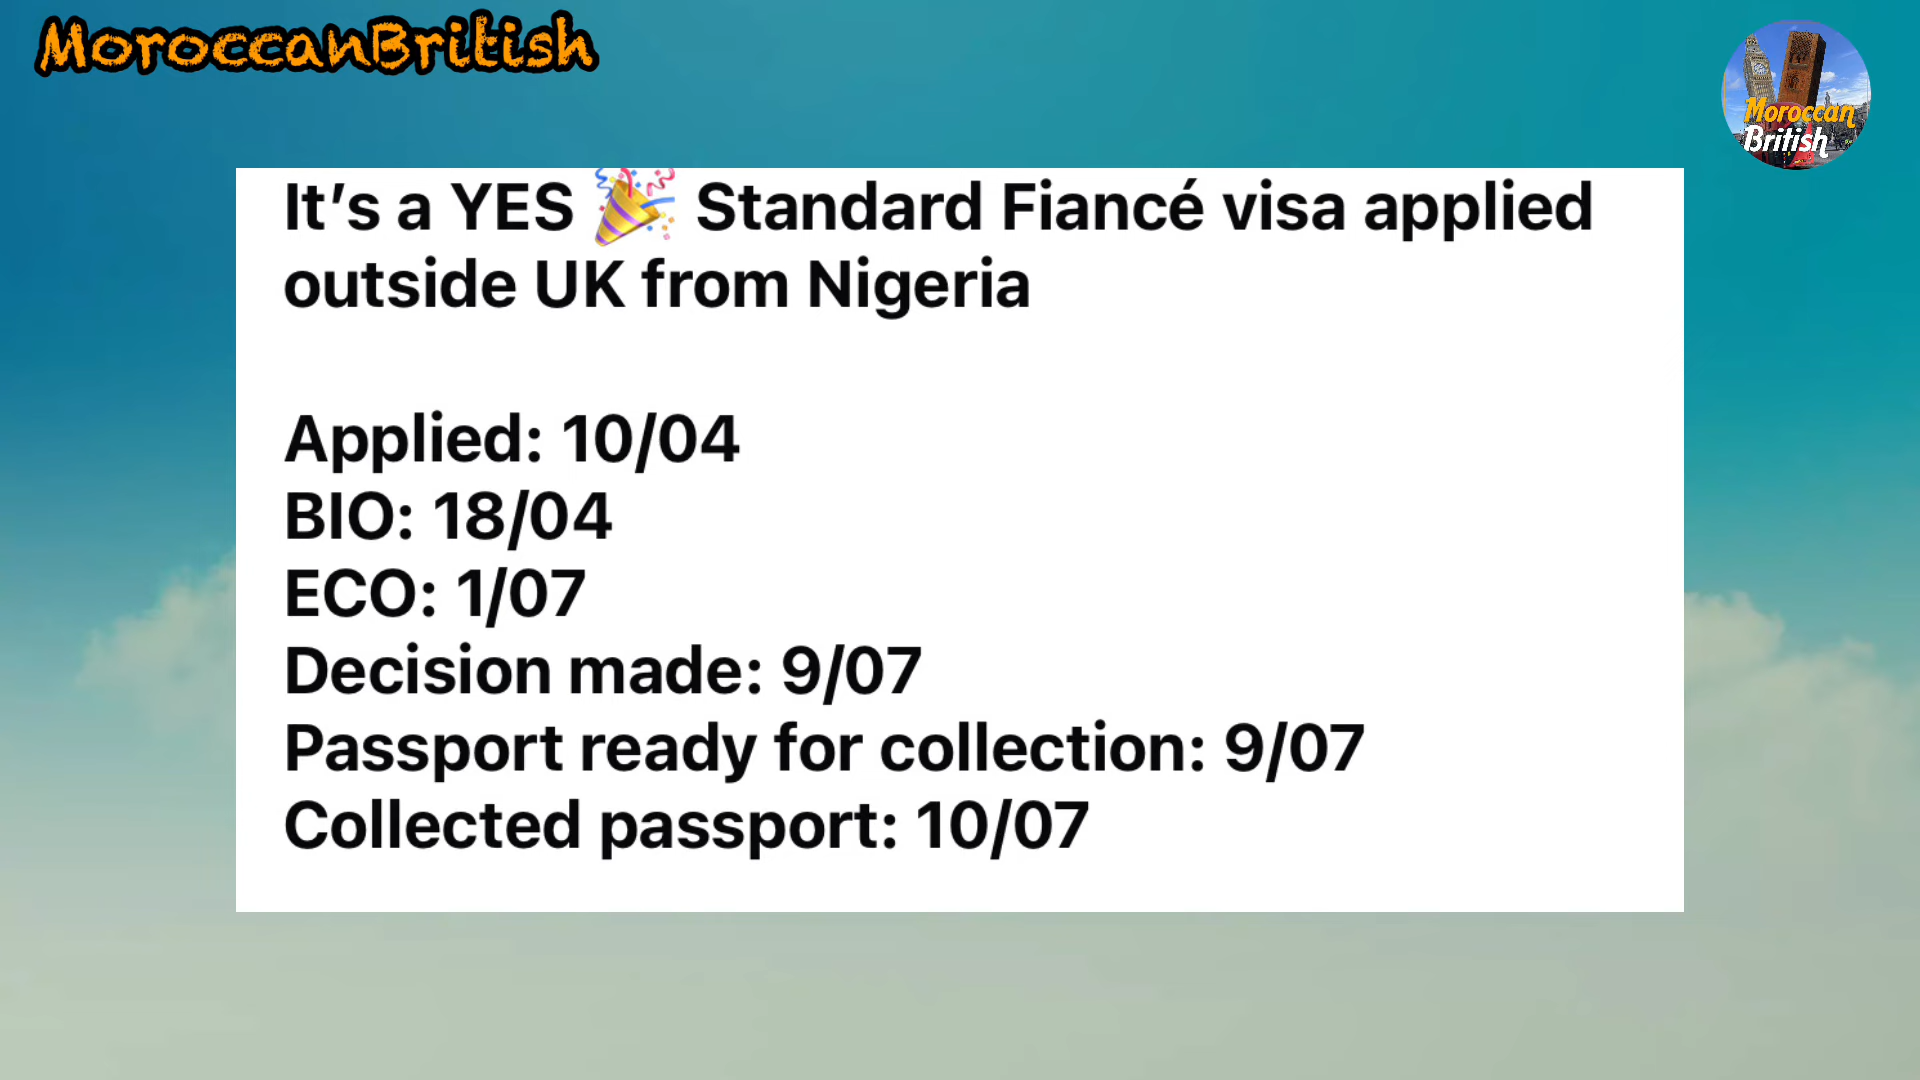 MoroccanBritish
Moroccan
British
It’s a YES 🎉 Standard Fiancé visa applied
outside UK from Nigeria
Applied: 10/04
BIO: 18/04
ECO: 1/07
Decision made: 9/07
Passport ready for collection: 9/07
Collected passport: 10/07